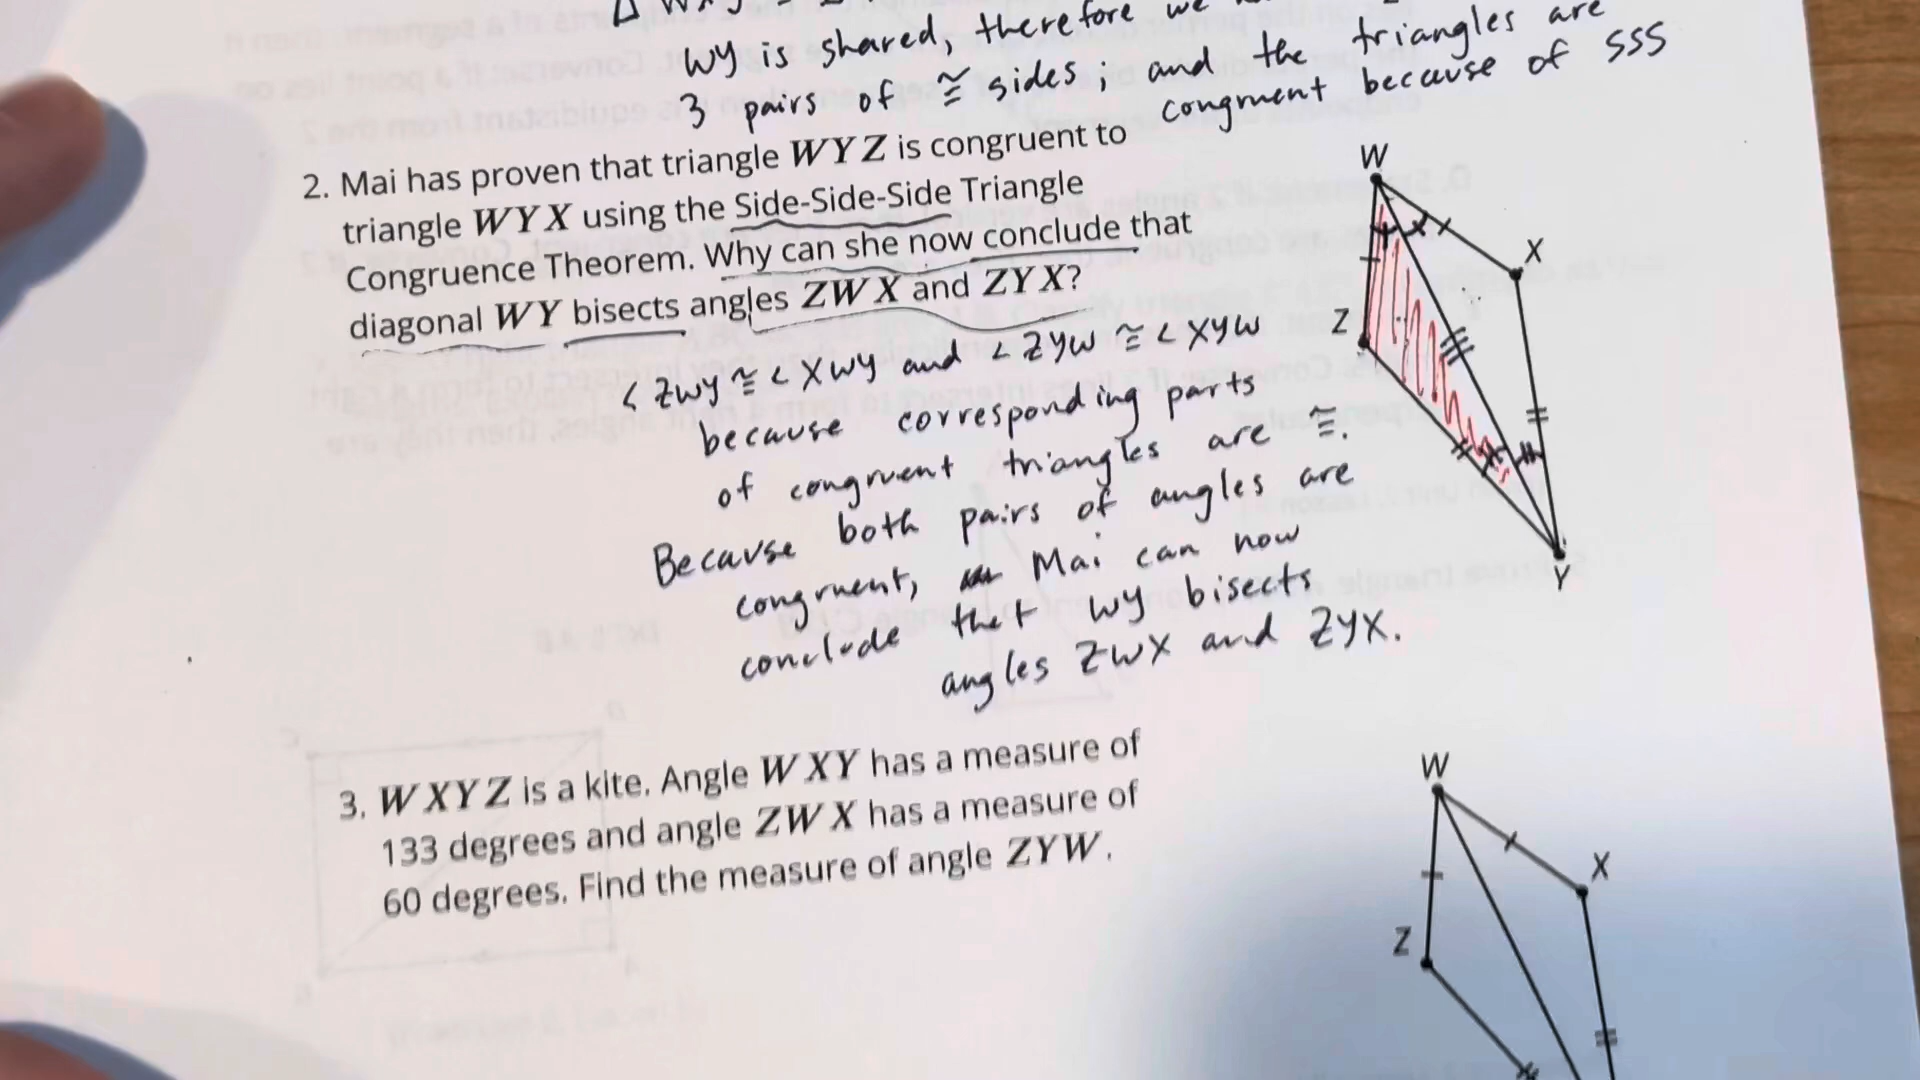 WY is shared, therefore we
3 pairs of ≅ sides; and the triangles are
congruent because of SSS
2. Mai has proven that triangle WYZ is congruent to
triangle WYX using the Side-Side-Side Triangle
Congruence Theorem. Why can she now conclude that
diagonal WY bisects angles ZWX and ZYX?
∠ZWY ≅ ∠XWY and ∠ZYW ≅ ∠XYW
because corresponding parts
of congruent triangles are ≅.
Because both pairs of angles are
congruent, Mai can now
conclude that WY bisects
angles ZWX and ZYX.
W
X
Z
Y
3. WXYZ is a kite. Angle WXY has a measure of
133 degrees and angle ZWX has a measure of
60 degrees. Find the measure of angle ZYW.
W
X
Z